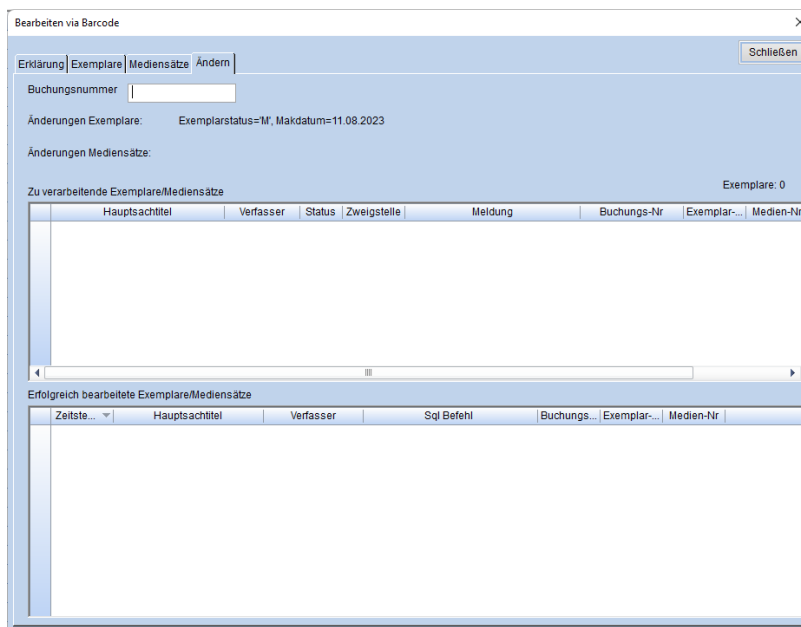 Bearbeiten via Barcode
Schließen
Erklärung Exemplare Mediensätze Ändern
Buchungsnummer
Änderungen Exemplare: Exemplarstatus='M', Makdatum=11.08.2023
Änderungen Mediensätze:
Exemplare: 0
Zu verarbeitende Exemplare/Mediensätze
Hauptsachtitel Verfasser Status Zweigstelle Meldung Buchungs-Nr Exemplar-... Medien-Nr
Erfolgreich bearbeitete Exemplare/Mediensätze
Zeitste... Hauptsachtitel Verfasser Sql Befehl Buchungs... Exemplar-... Medien-Nr